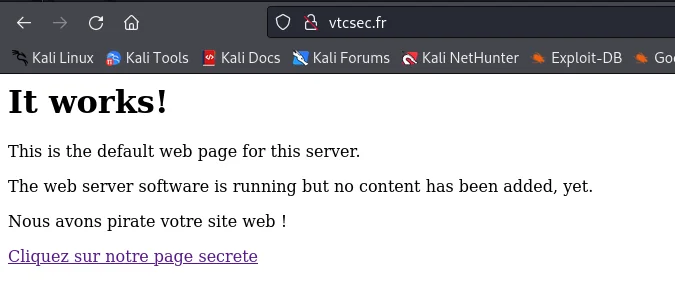 vtcsec.fr
Kali Linux Kali Tools Kali Docs Kali Forums Kali NetHunter Exploit-DB
It works!
This is the default web page for this server.
The web server software is running but no content has been added, yet.
Nous avons pirate votre site web !
Cliquez sur notre page secrete